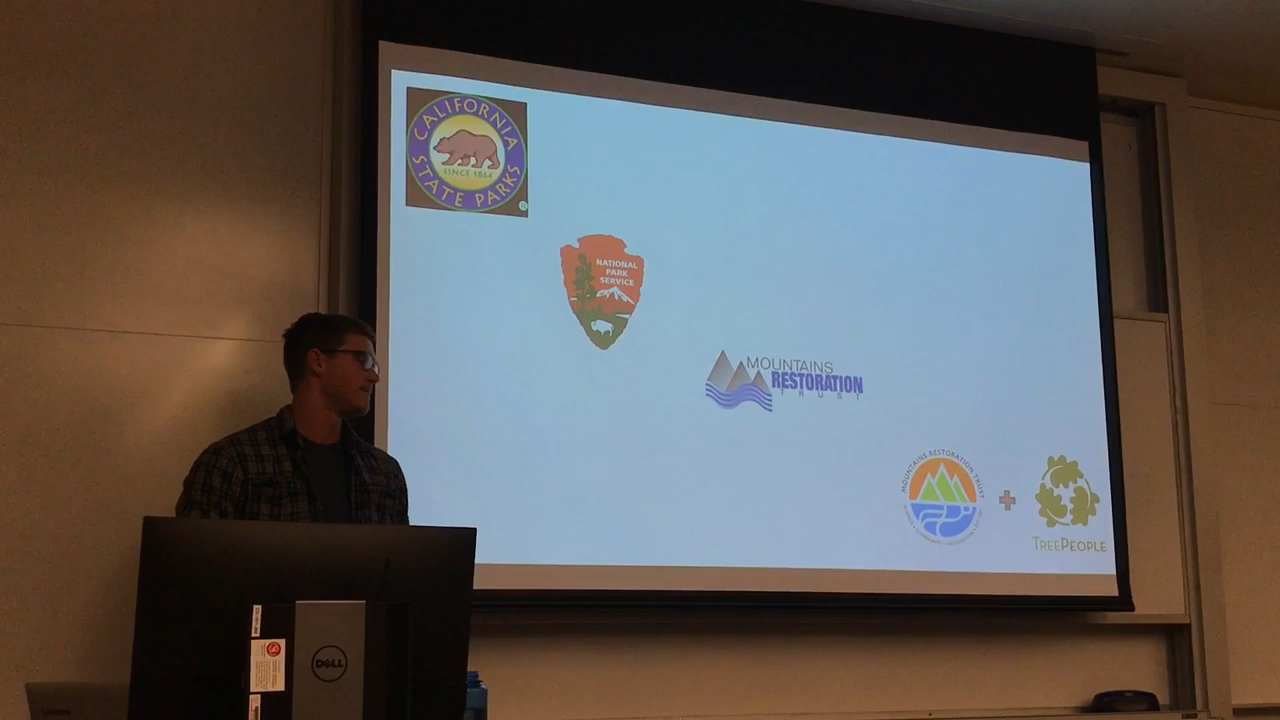 CALIFORNIA
SINCE 1864
STATE PARKS
NATIONAL
PARK
SERVICE
MOUNTAINS
RESTORATION
TRUST
MOUNTAINS RESTORATION TRUST
+
TREEPEOPLE
DELL